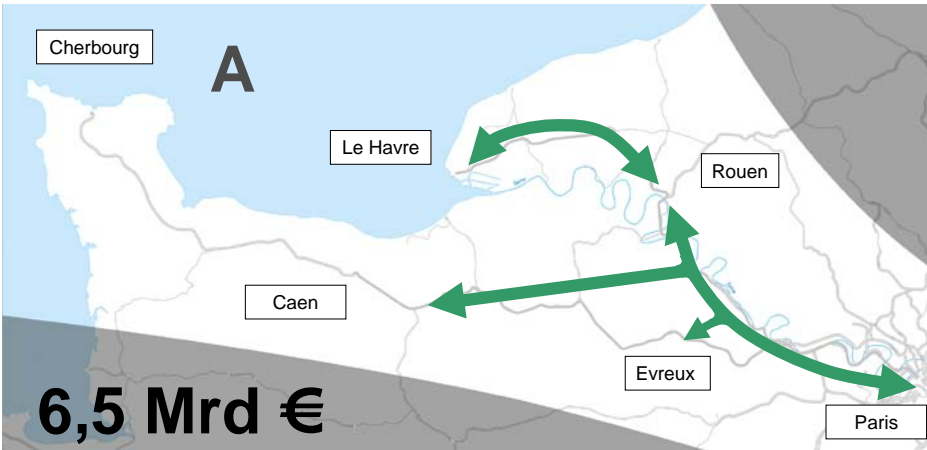 Cherbourg
A
Le Havre
Rouen
Caen
Evreux
6,5 Mrd €
Paris